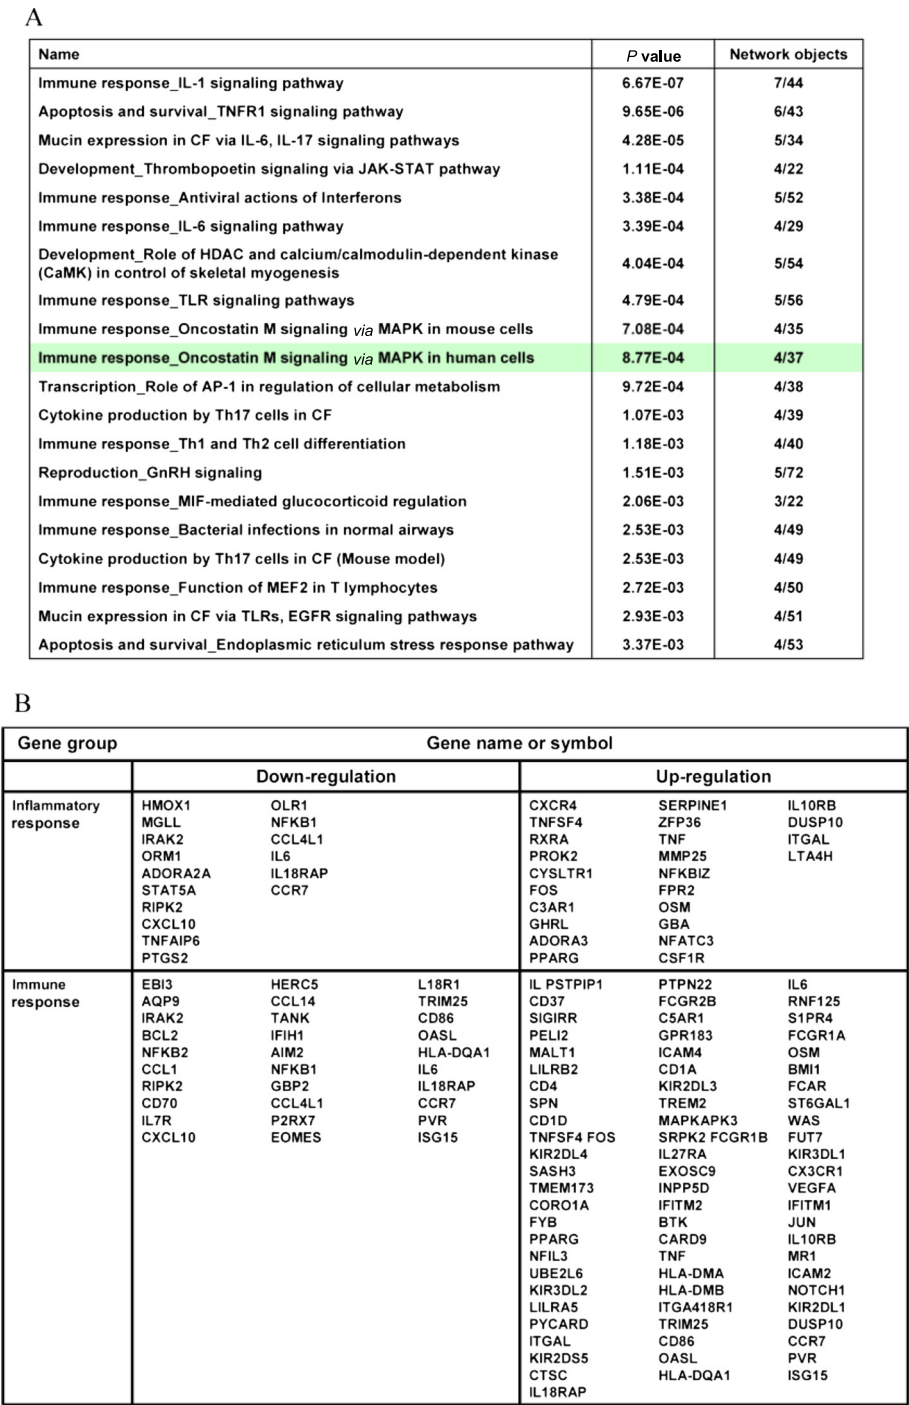 A
Name P value Network objects
Immune response_IL-1 signaling pathway 6.67E-07 7/44
Apoptosis and survival_TNFR1 signaling pathway 9.65E-06 6/43
Mucin expression in CF via IL-6, IL-17 signaling pathways 4.28E-05 5/34
Development_Thrombopoetin signaling via JAK-STAT pathway 1.11E-04 4/22
Immune response_Antiviral actions of Interferons 3.38E-04 5/52
Immune response_IL-6 signaling pathway 3.39E-04 4/29
Development_Role of HDAC and calcium/calmodulin-dependent kinase
(CaMK) in control of skeletal myogenesis 4.04E-04 5/54
Immune response_TLR signaling pathways 4.79E-04 5/56
Immune response_Oncostatin M signaling via MAPK in mouse cells 7.08E-04 4/35
Immune response_Oncostatin M signaling via MAPK in human cells 8.77E-04 4/37
Transcription_Role of AP-1 in regulation of cellular metabolism 9.72E-04 4/38
Cytokine production by Th17 cells in CF 1.07E-03 4/39
Immune response_Th1 and Th2 cell differentiation 1.18E-03 4/40
Reproduction_GnRH signaling 1.51E-03 5/72
Immune response_MIF-mediated glucocorticoid regulation 2.06E-03 3/22
Immune response_Bacterial infections in normal airways 2.53E-03 4/49
Cytokine production by Th17 cells in CF (Mouse model) 2.53E-03 4/49
Immune response_Function of MEF2 in T lymphocytes 2.72E-03 4/50
Mucin expression in CF via TLRs, EGFR signaling pathways 2.93E-03 4/51
Apoptosis and survival_Endoplasmic reticulum stress response pathway 3.37E-03 4/53
B
Gene group Gene name or symbol
Down-regulation Up-regulation
Inflammatory HMOX1 OLR1 CXCR4 SERPINE1 IL10RB
response MGLL NFKB1 TNFSF4 ZFP36 DUSP10
IRAK2 CCL4L1 RXRA TNF ITGAL
ORM1 IL6 PROK2 MMP25 LTA4H
ADORA2A IL18RAP CYSLTR1 NFKBIZ
STAT5A CCR7 FOS FPR2
RIPK2 C3AR1 OSM
CXCL10 GHRL GBA
TNFAIP6 ADORA3 NFATC3
PTGS2 PPARG CSF1R
Immune EBI3 HERC5 L18R1 IL PSTPIP1 PTPN22 IL6
response AQP9 CCL14 TRIM25 CD37 FCGR2B RNF125
IRAK2 TANK CD86 SIGIRR C5AR1 S1PR4
BCL2 IFIH1 OASL PELI2 GPR183 FCGR1A
NFKB2 AIM2 HLA-DQA1 MALT1 ICAM4 OSM
CCL1 NFKB1 IL6 LILRB2 CD1A BMI1
RIPK2 GBP2 IL18RAP CD4 KIR2DL3 FCAR
CD70 CCL4L1 CCR7 SPN TREM2 ST6GAL1
IL7R P2RX7 PVR CD1D MAPKAPK3 WAS
CXCL10 EOMES ISG15 TNFSF4 FOS SRPK2 FCGR1B FUT7
KIR2DL4 IL27RA KIR3DL1
SASH3 EXOSC9 CX3CR1
TMEM173 INPP5D VEGFA
CORO1A IFITM2 IFITM1
FYB BTK JUN
PPARG CARD9 IL10RB
NFIL3 TNF MR1
UBE2L6 HLA-DMA ICAM2
KIR3DL2 HLA-DMB NOTCH1
LILRA5 ITGA418R1 KIR2DL1
PYCARD TRIM25 DUSP10
ITGAL CD86 CCR7
KIR2DS5 OASL PVR
CTSC HLA-DQA1 ISG15
IL18RAP